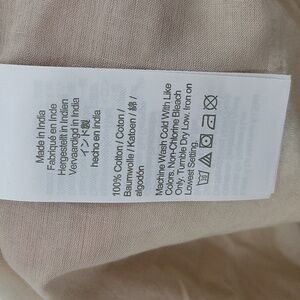 Made in India
Fabriqué en Inde
Hergestellt in Indien
Vervaardigd in India
インド製
hecho en India
100% Cotton / Coton /
Baumwolle / Katoen / 綿 /
algodón
Machine Wash Cold With Like
Colors. Non-Chlorine Bleach
Only. Tumble Dry Low. Iron on
Lowest Setting.